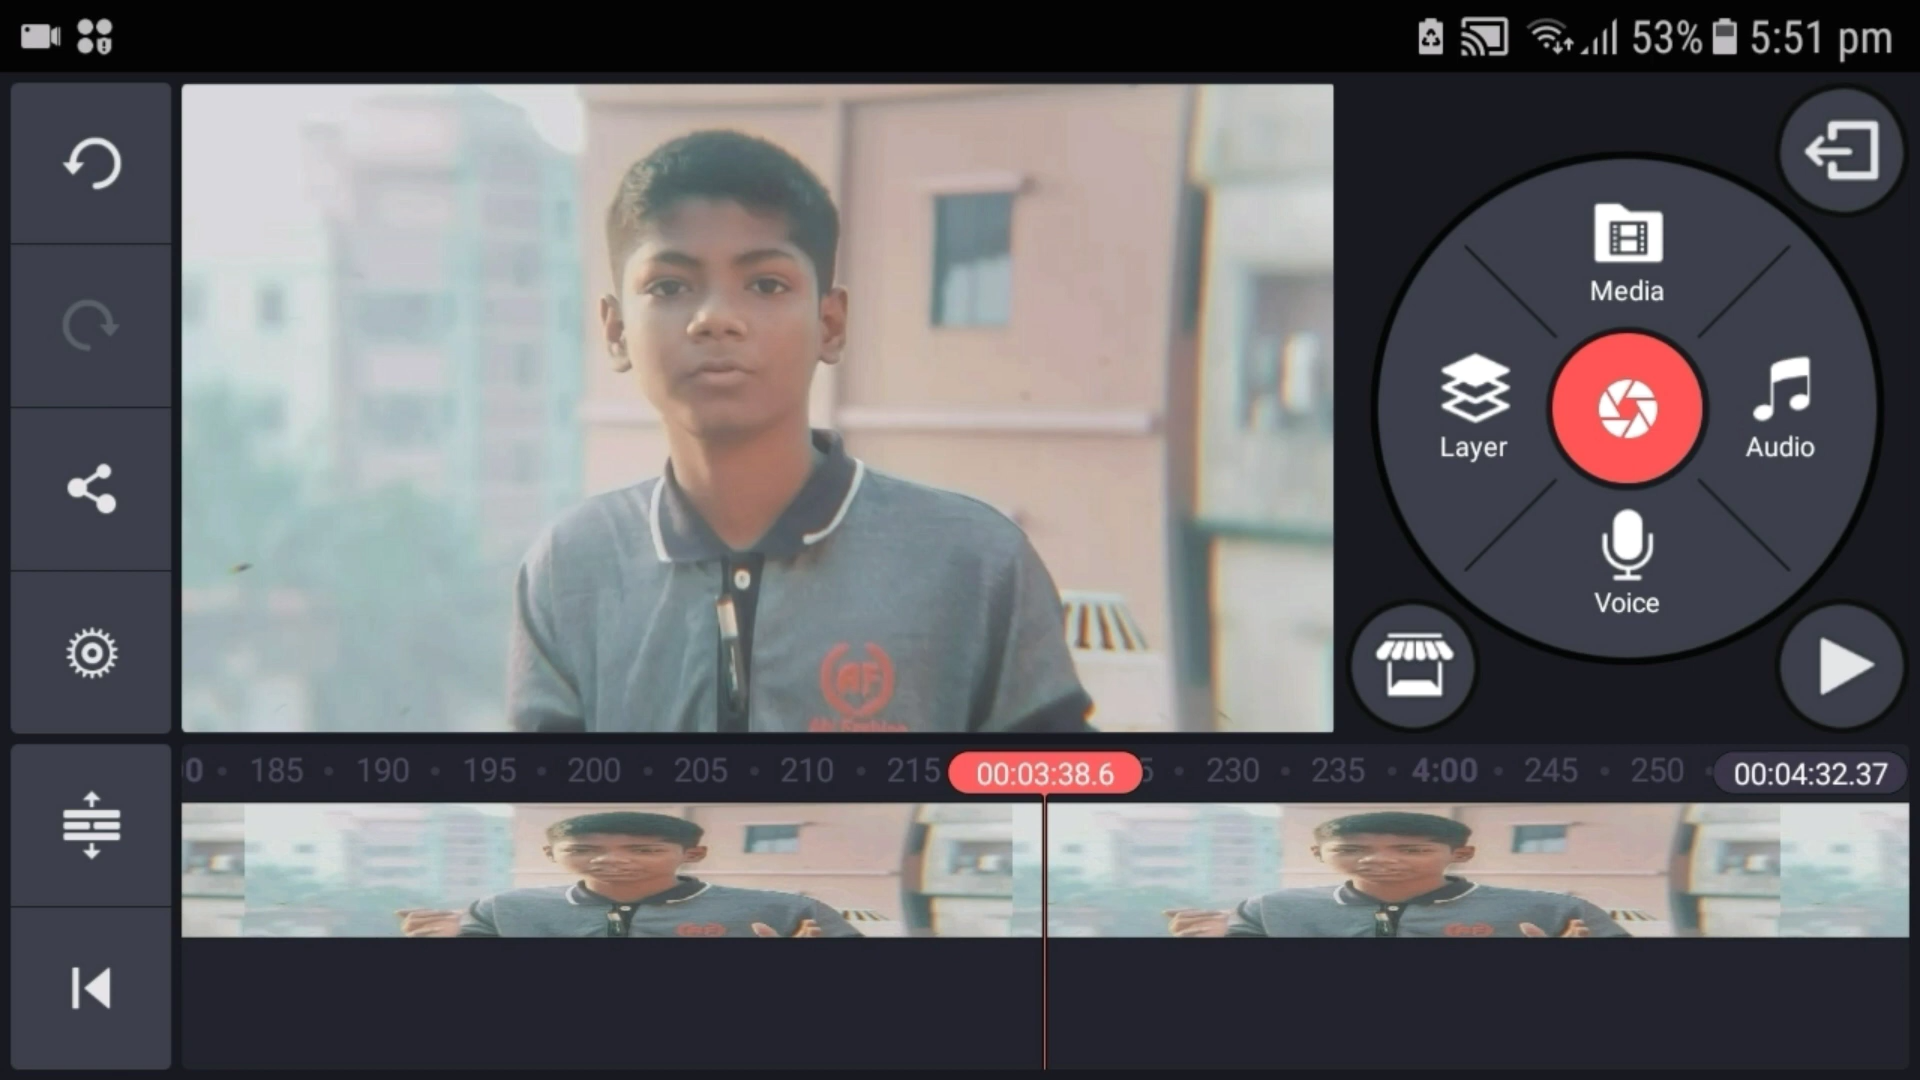 53% 5:51 pm
Media
Layer
Audio
Voice
AF
0 185 190 195 200 205 210 215 00:03:38.6 5 230 235 4:00 245 250 00:04:32.37